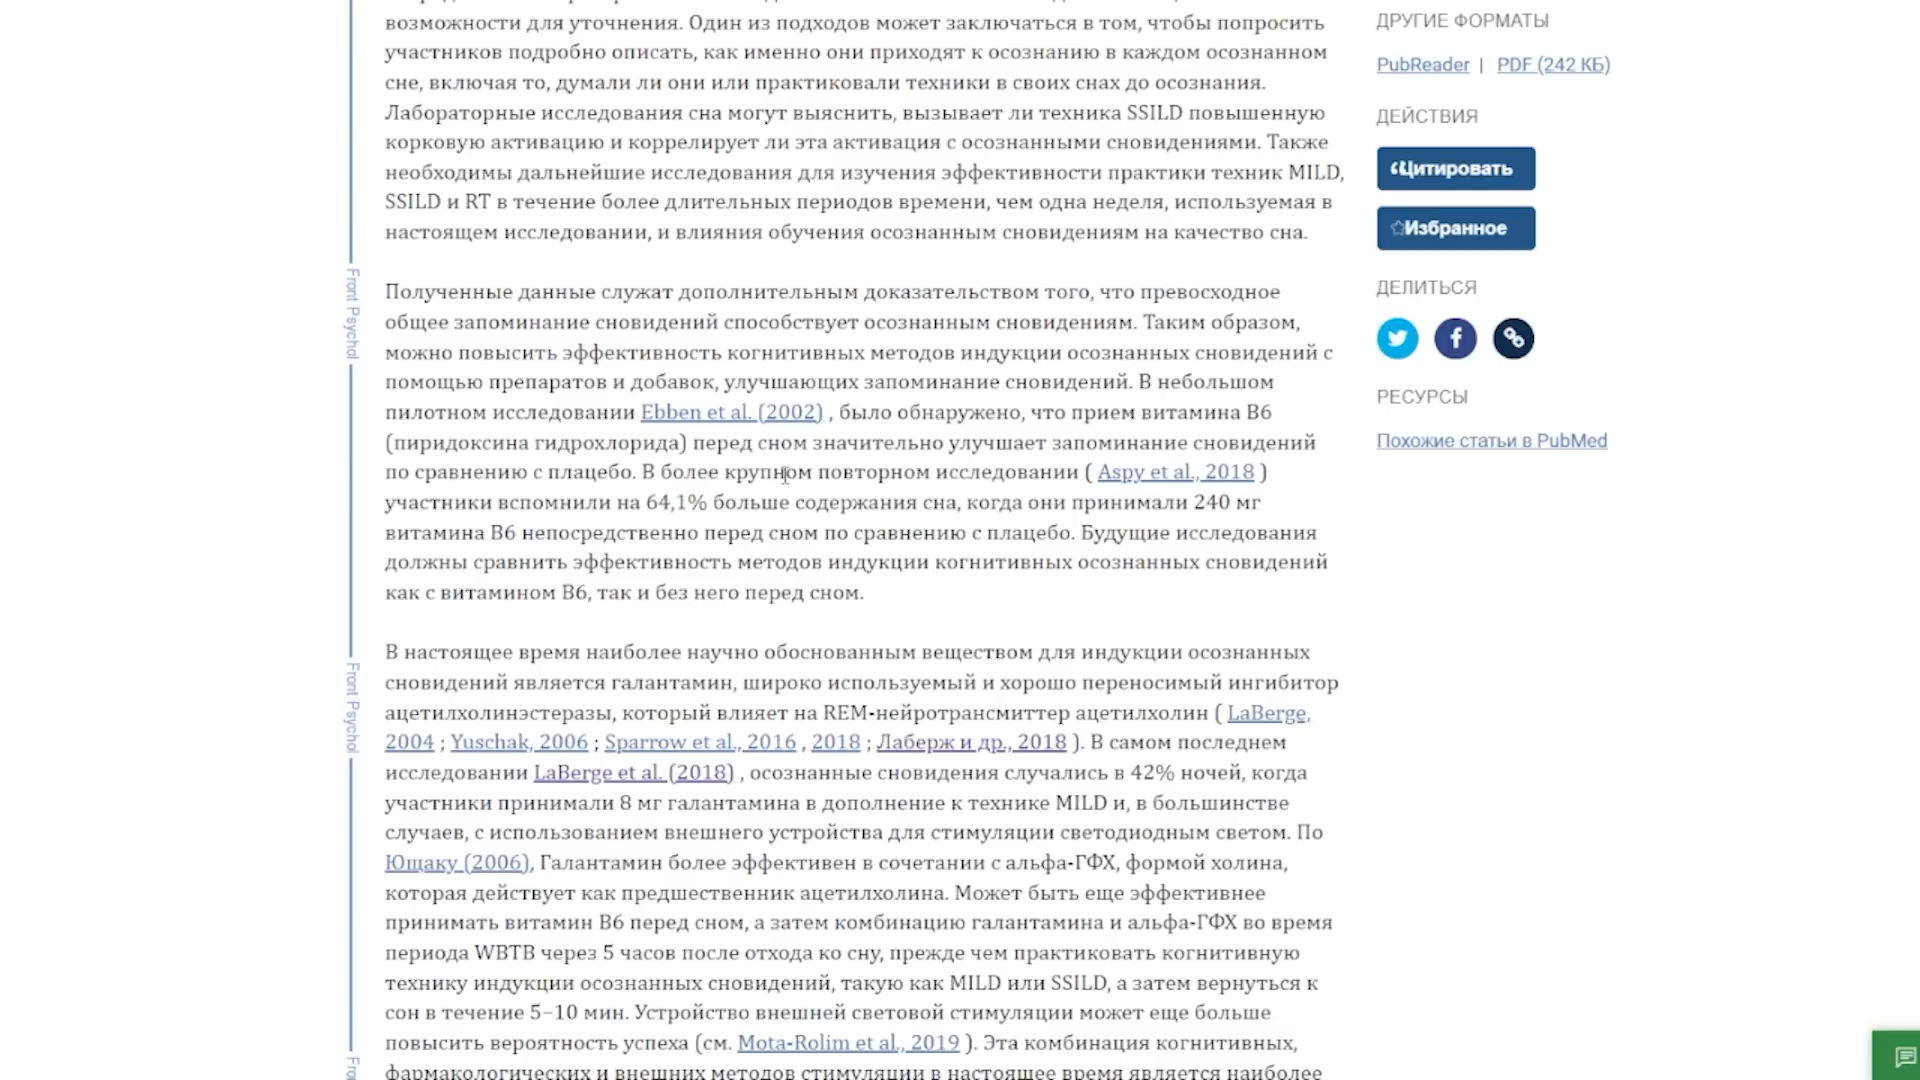 возможности для уточнения. Один из подходов может заключаться в том, чтобы попросить
участников подробно описать, как именно они приходят к осознанию в каждом осознанном
сне, включая то, думали ли они или практиковали техники в своих снах до осознания.
Лабораторные исследования сна могут выяснить, вызывает ли техника SSILD повышенную
корковую активацию и коррелирует ли эта активация с осознанными сновидениями. Также
необходимы дальнейшие исследования для изучения эффективности практики техник MILD,
SSILD и RT в течение более длительных периодов времени, чем одна неделя, используемая в
настоящем исследовании, и влияния обучения осознанным сновидениям на качество сна.
Полученные данные служат дополнительным доказательством того, что превосходное
общее запоминание сновидений способствует осознанным сновидениям. Таким образом,
можно повысить эффективность когнитивных методов индукции осознанных сновидений с
помощью препаратов и добавок, улучшающих запоминание сновидений. В небольшом
пилотном исследовании Ebben et al. (2002) , было обнаружено, что прием витамина B6
(пиридоксина гидрохлорида) перед сном значительно улучшает запоминание сновидений
по сравнению с плацебо. В более крупном повторном исследовании ( Aspy et al., 2018 )
участники вспомнили на 64,1% больше содержания сна, когда они принимали 240 мг
витамина B6 непосредственно перед сном по сравнению с плацебо. Будущие исследования
должны сравнить эффективность методов индукции когнитивных осознанных сновидений
как с витамином B6, так и без него перед сном.
В настоящее время наиболее научно обоснованным веществом для индукции осознанных
сновидений является галантамин, широко используемый и хорошо переносимый ингибитор
ацетилхолинэстеразы, который влияет на REM-нейротрансмиттер ацетилхолин ( LaBerge,
2004 ; Yuschak, 2006 ; Sparrow et al., 2016 , 2018 ; Лаберж и др., 2018 ). В самом последнем
исследовании LaBerge et al. (2018) , осознанные сновидения случались в 42% ночей, когда
участники принимали 8 мг галантамина в дополнение к технике MILD и, в большинстве
случаев, с использованием внешнего устройства для стимуляции светодиодным светом. По
Ющаку (2006), Галантамин более эффективен в сочетании с альфа-ГФХ, формой холина,
которая действует как предшественник ацетилхолина. Может быть еще эффективнее
принимать витамин B6 перед сном, а затем комбинацию галантамина и альфа-ГФХ во время
периода WBTB через 5 часов после отхода ко сну, прежде чем практиковать когнитивную
технику индукции осознанных сновидений, такую как MILD или SSILD, а затем вернуться к
сон в течение 5–10 мин. Устройство внешней световой стимуляции может еще больше
повысить вероятность успеха (см. Mota-Rolim et al., 2019 ). Эта комбинация когнитивных,
фармакологических и внешних методов стимуляции в настоящее время является наиболее
Front Psychol
Front Psychol
ДРУГИЕ ФОРМАТЫ
PubReader | PDF (242 КБ)
ДЕЙСТВИЯ
Цитировать
Избранное
ДЕЛИТЬСЯ
РЕСУРСЫ
Похожие статьи в PubMed